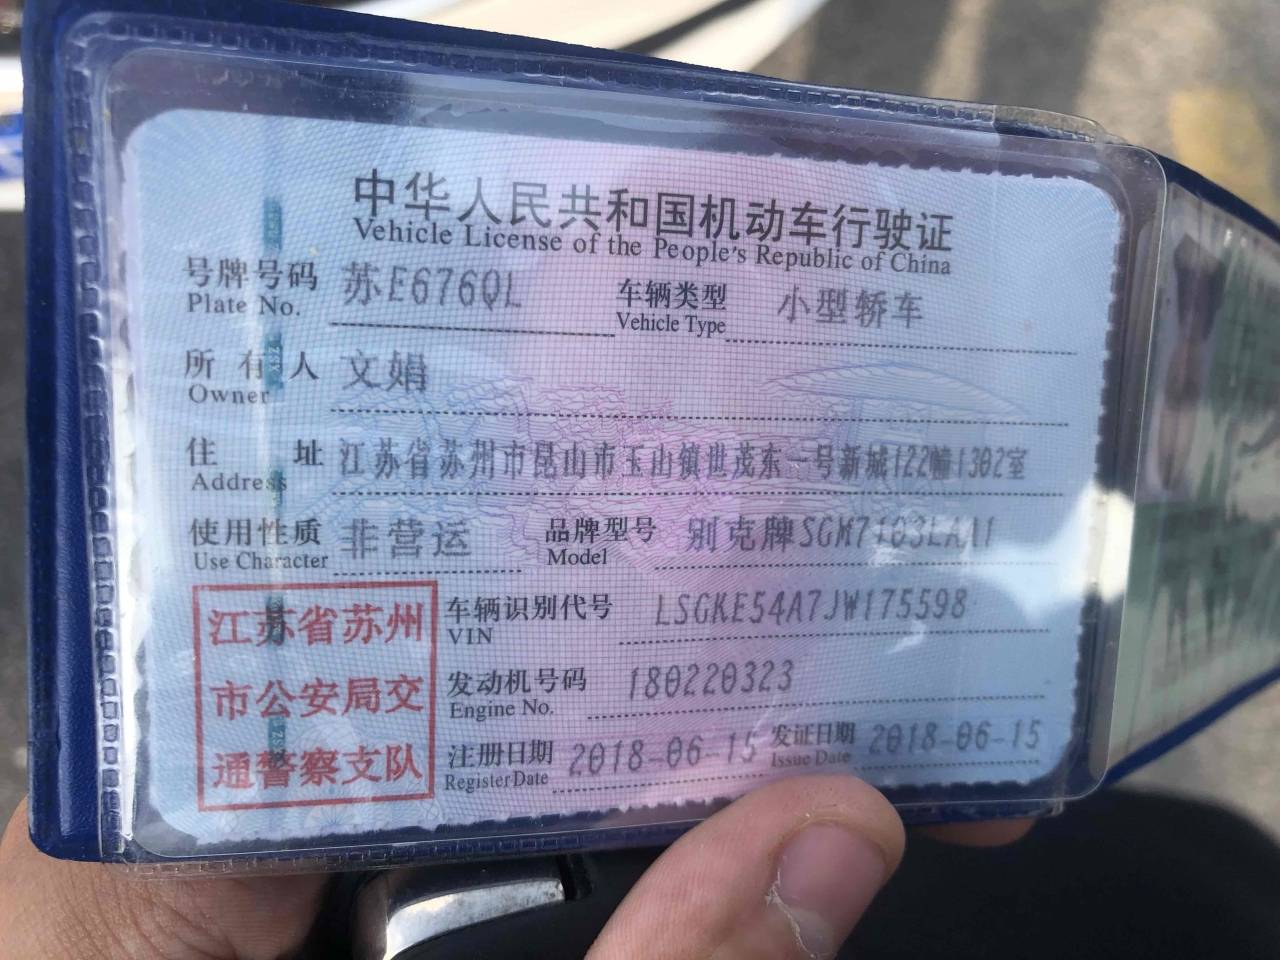 中华人民共和国机动车行驶证
Vehicle License of the People's Republic of China
号牌号码 苏E676QL 车辆类型 小型轿车
Plate No. Vehicle Type
所有人 文娟
Owner
住址 江苏省苏州市昆山市玉山镇世茂东一号新城122幢1302室
Address
使用性质 非营运 品牌型号 别克牌SGM7103LAA1
Use Character Model
江苏省苏州
市公安局交
通警察支队
车辆识别代号 LSGKE54A7JW175598
VIN
发动机号码 180220323
Engine No.
注册日期 2018-06-15 发证日期 2018-06-15
Register Date Issue Date